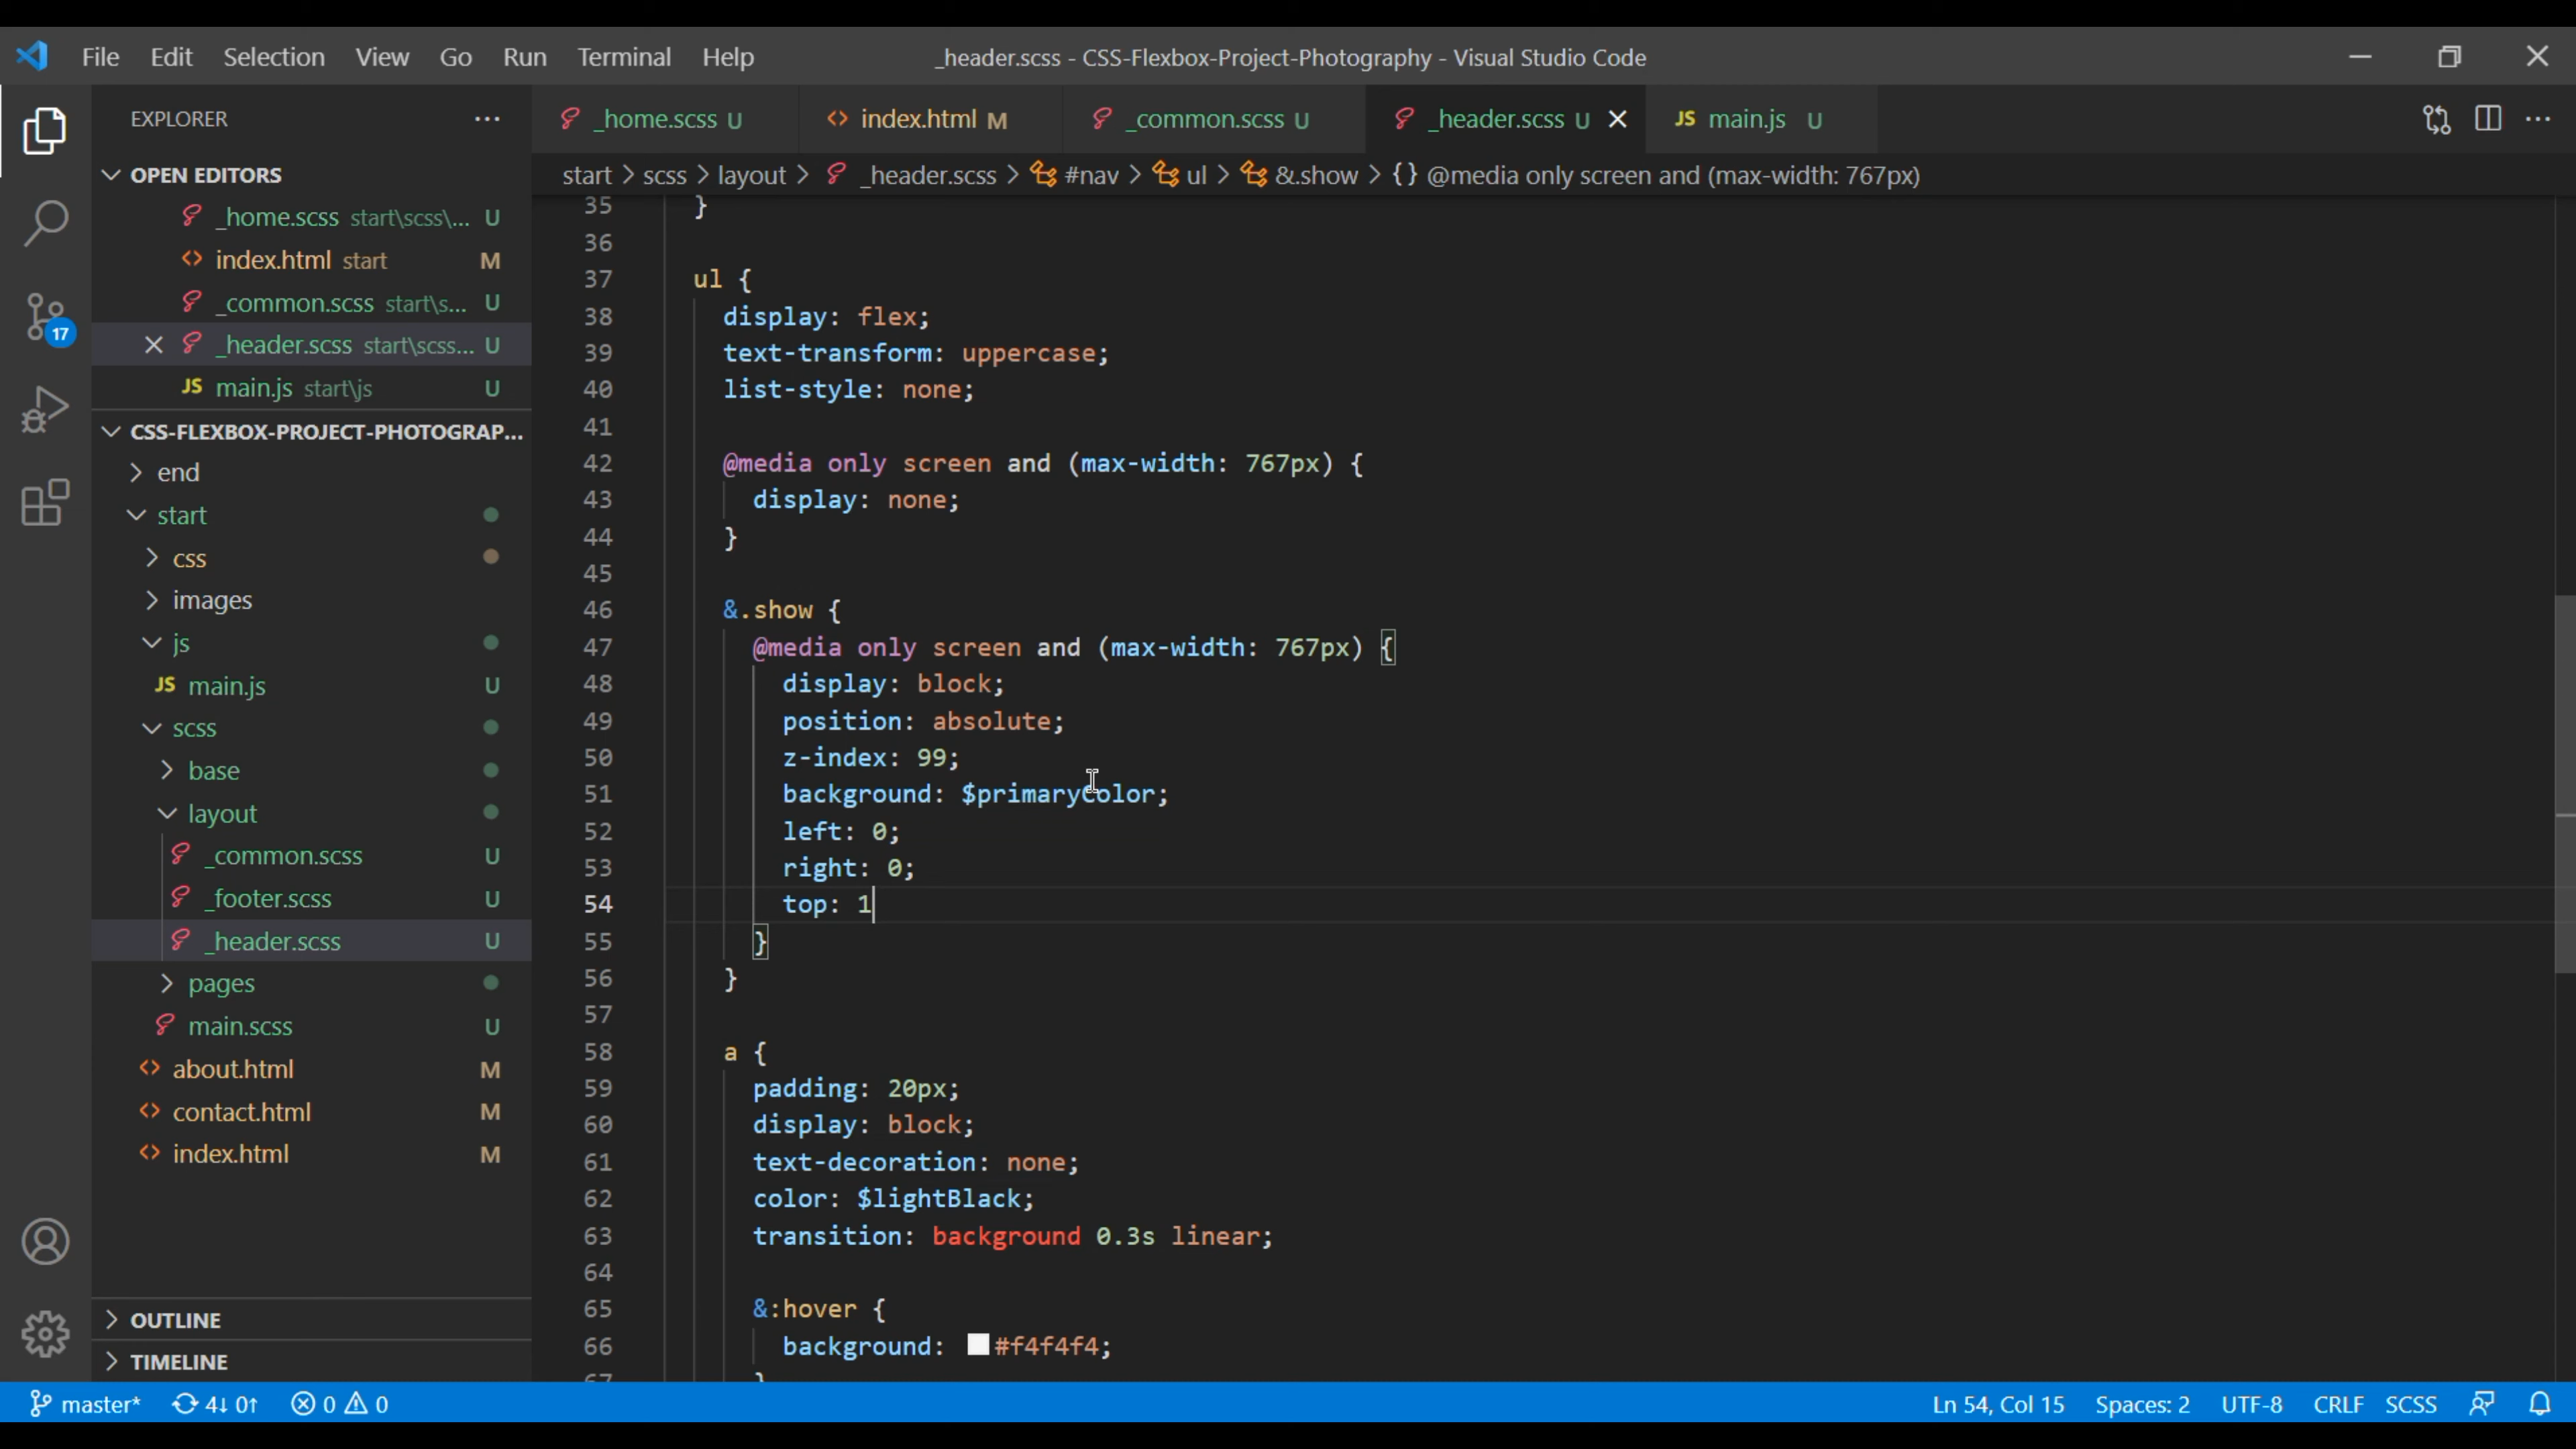 File Edit Selection View Go Run Terminal Help _header.scss - CSS-Flexbox-Project-Photography - Visual Studio Code
EXPLORER ···
_home.scss U index.html M _common.scss U _header.scss U JS main.js U
start > scss > layout > _header.scss > #nav > ul > &.show > {} @media only screen and (max-width: 767px)
OPEN EDITORS
_home.scss start\scss\... U
index.html start M
_common.scss start\s... U
_header.scss start\scss... U
JS main.js start\js U
CSS-FLEXBOX-PROJECT-PHOTOGRAP...
end
start
css
images
js
JS main.js U
scss
base
layout
_common.scss U
_footer.scss U
_header.scss U
pages
main.scss U
about.html M
contact.html M
index.html M
OUTLINE
TIMELINE
17
35 }
36
37 ul {
38 display: flex;
39 text-transform: uppercase;
40 list-style: none;
41
42 @media only screen and (max-width: 767px) {
43 display: none;
44 }
45
46 &.show {
47 @media only screen and (max-width: 767px) {
48 display: block;
49 position: absolute;
50 z-index: 99;
51 background: $primaryColor;
52 left: 0;
53 right: 0;
54 top: 1
55 }
56 }
57
58 a {
59 padding: 20px;
60 display: block;
61 text-decoration: none;
62 color: $lightBlack;
63 transition: background 0.3s linear;
64
65 &:hover {
66 background: #f4f4f4;
67 }
master* 4↓ 0↑ 0 0 Ln 54, Col 15 Spaces: 2 UTF-8 CRLF SCSS